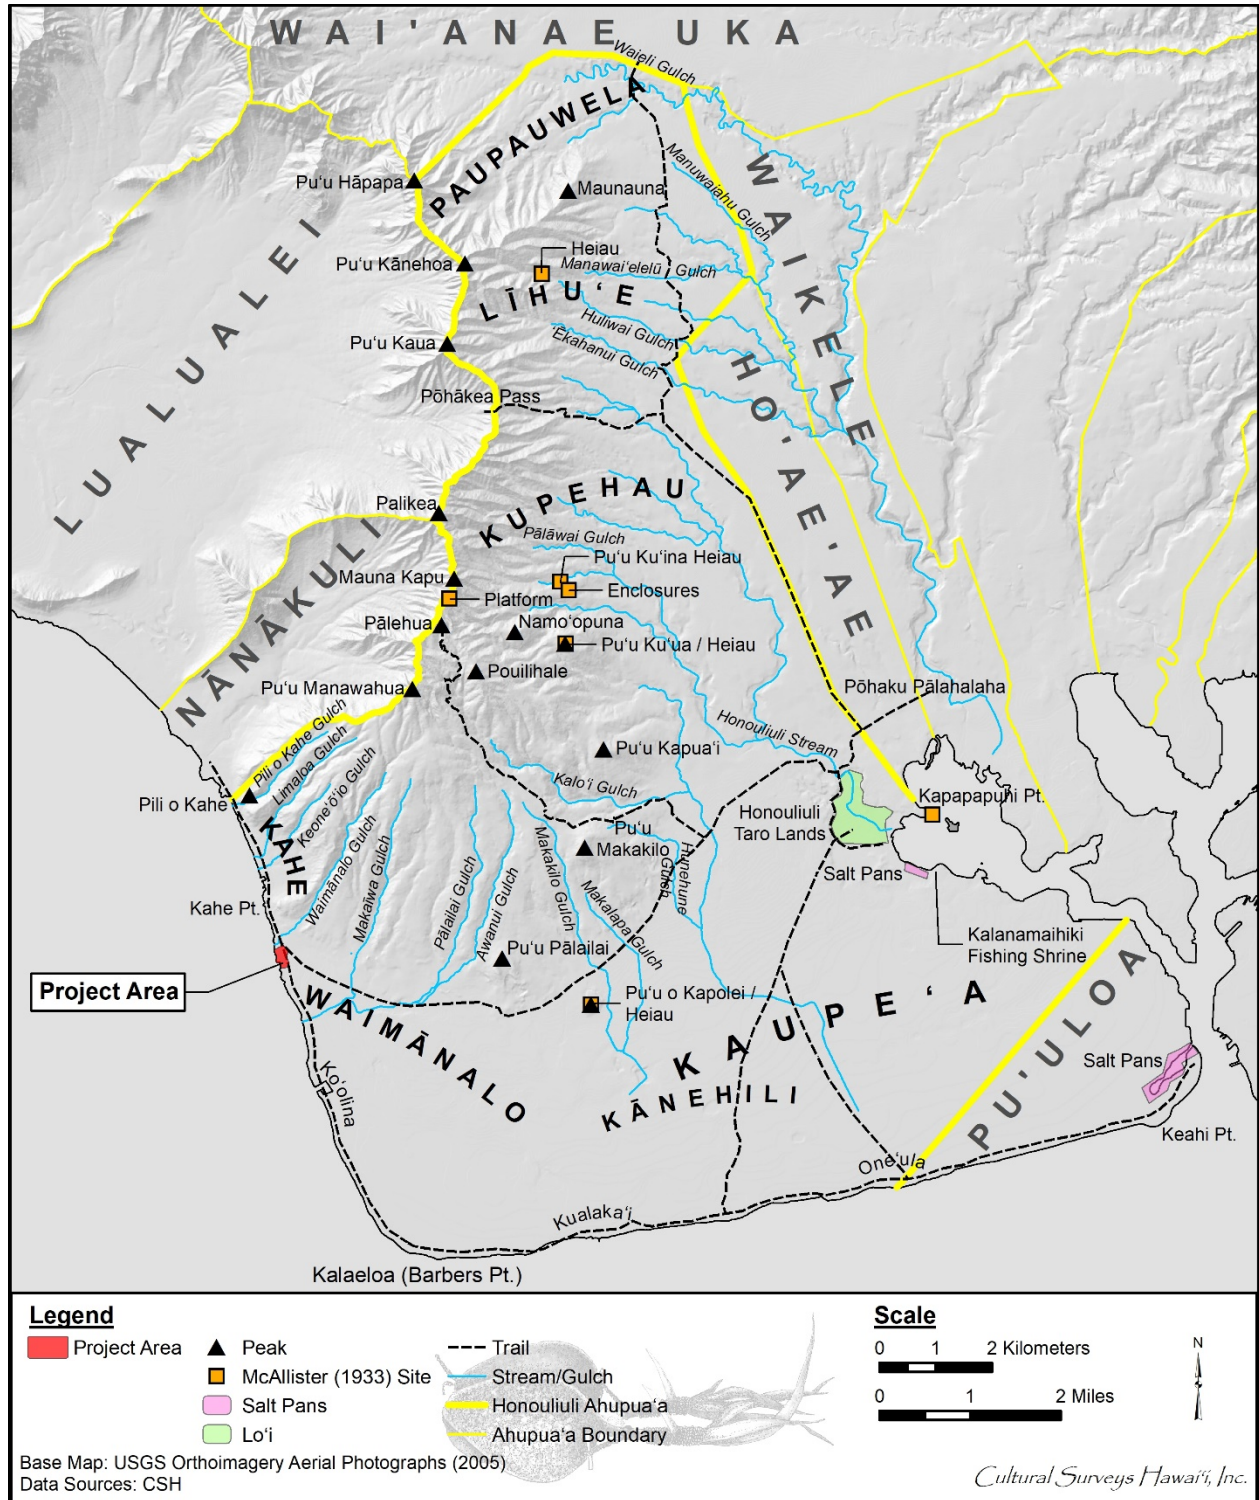 WAI'ANAE UKA
Waieli Gulch
PAUPAUWELA
Pu‘u Hāpapa
Maunauna
Manuwaiahu Gulch
WAIKELE
LUALUALEI
Pu‘u Kānehoa
Heiau
Manawai‘elelū Gulch
LĪHU‘E
Huliwai Gulch
Pu‘u Kaua
Ēkahanui Gulch
HO'AE'AE
Pōhākea Pass
KUPEHAU
Palikea
Pālāwai Gulch
NĀNĀKULI
Pu‘u Ku‘ina Heiau
Mauna Kapu
Enclosures
Platform
Namo‘opuna
Pālehua
Pu‘u Ku‘ua / Heiau
Pouilihale
Pu‘u Manawahua
Pōhaku Pālahalaha
Pili o Kahe Gulch
Limaloa Gulch
Keone‘ō‘io Gulch
Honouliuli Stream
Pu‘u Kapua‘i
Kalo‘i Gulch
Pili o Kahe
KAHE
Kapapapuhi Pt.
Honouliuli
Taro Lands
Pu‘u
Makakilo
Waimānalo Gulch
Makaīwa Gulch
Pālailai Gulch
Awanui Gulch
Makakilo Gulch
Makalapa Gulch
Hunehune
Gulch
Salt Pans
Kahe Pt.
Kalanamaihiki
Fishing Shrine
Pu‘u Pālailai
Project Area
Pu‘u o Kapolei /
Heiau
WAIMĀNALO
KAUPE‘A
PU'ULOA
Salt Pans
Ko‘olina
KĀNEHILI
Keahi Pt.
One‘ula
Kualaka‘i
Kalaeloa (Barbers Pt.)
Legend
Project Area
Peak
McAllister (1933) Site
Salt Pans
Lo‘i
Trail
Stream/Gulch
Honouliuli Ahupua‘a
Ahupua‘a Boundary
Scale
0 1 2 Kilometers
0 1 2 Miles
N
Base Map: USGS Orthoimagery Aerial Photographs (2005)
Data Sources: CSH
Cultural Surveys Hawai‘i, Inc.